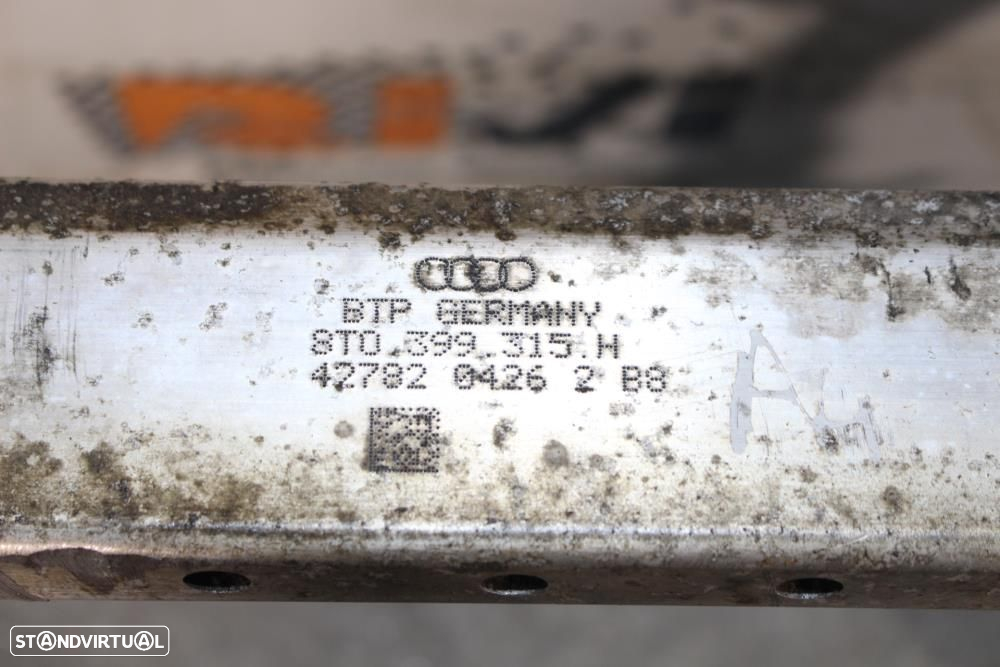 BTP GERMANY
8T0.399.315.H
42782 0426 2 B8
STANDVIRTUAL